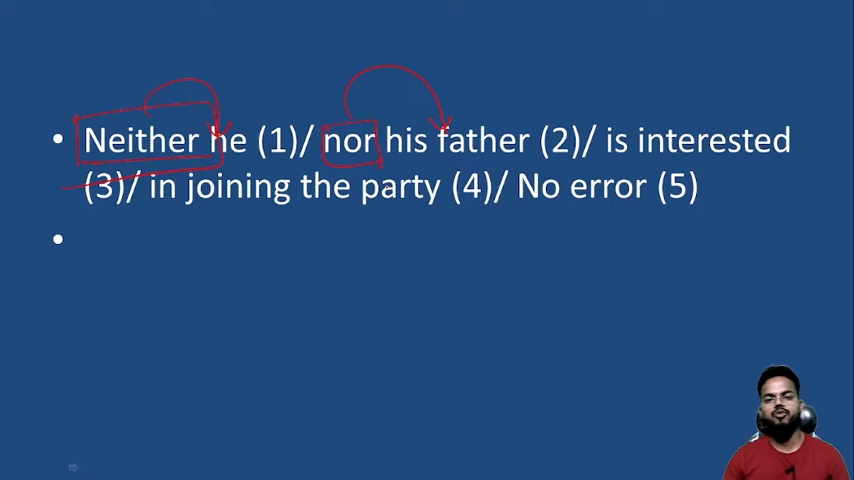 • Neither he (1)/ nor his father (2)/ is interested
(3)/ in joining the party (4)/ No error (5)
•